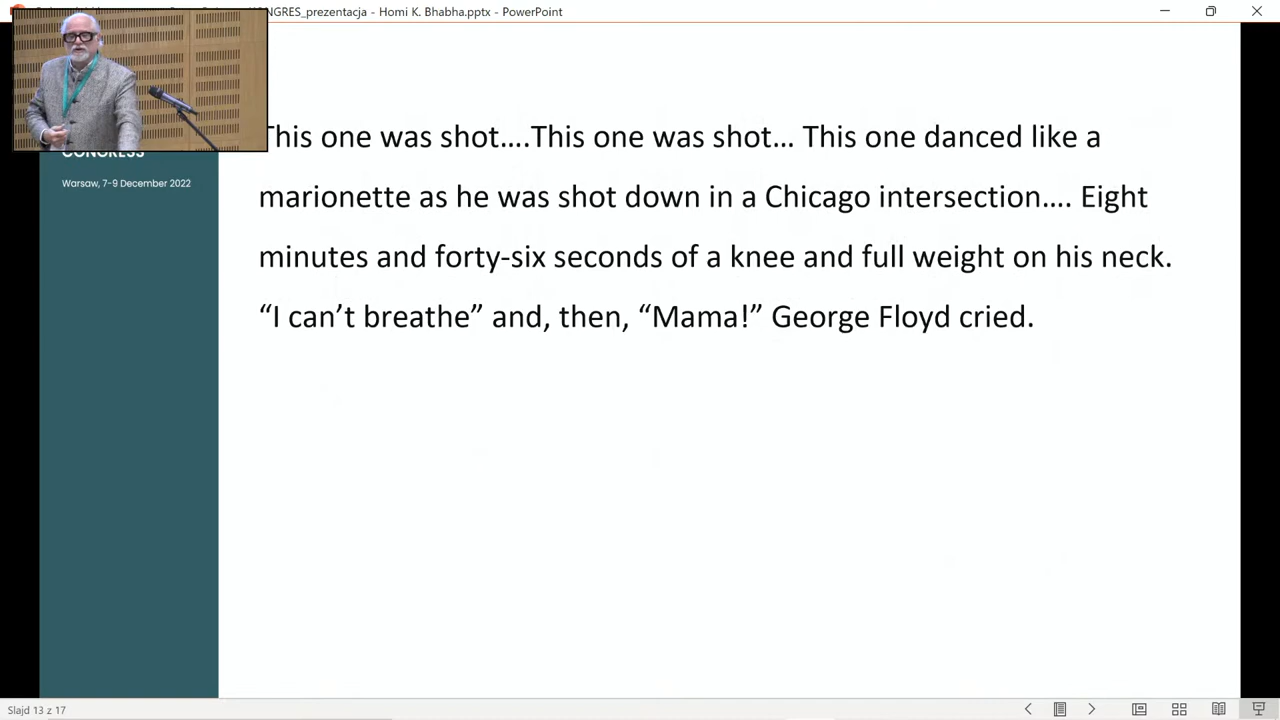 KONGRES_prezentacja - Homi K. Bhabha.pptx - PowerPoint
CONGRESS
Warsaw, 7-9 December 2022
This one was shot….This one was shot… This one danced like a
marionette as he was shot down in a Chicago intersection…. Eight
minutes and forty-six seconds of a knee and full weight on his neck.
“I can’t breathe” and, then, “Mama!” George Floyd cried.
Slajd 13 z 17